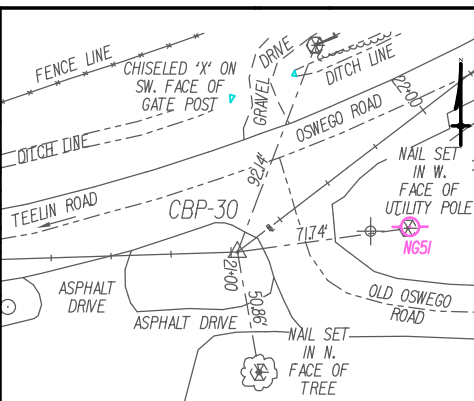 FENCE LINE
CHISELED 'X' ON
SW. FACE OF
GATE POST
GRAVEL
DRIVE
DITCH LINE
22+00
OSWEGO ROAD
DITCH LINE
NAIL SET
IN W.
FACE OF
UTILITY POLE
NG51
92.14'
TEELIN ROAD
CBP-30
71.74'
21+00
ASPHALT
DRIVE
50.86'
ASPHALT DRIVE
OLD OSWEGO
ROAD
NAIL SET
IN N.
FACE OF
TREE